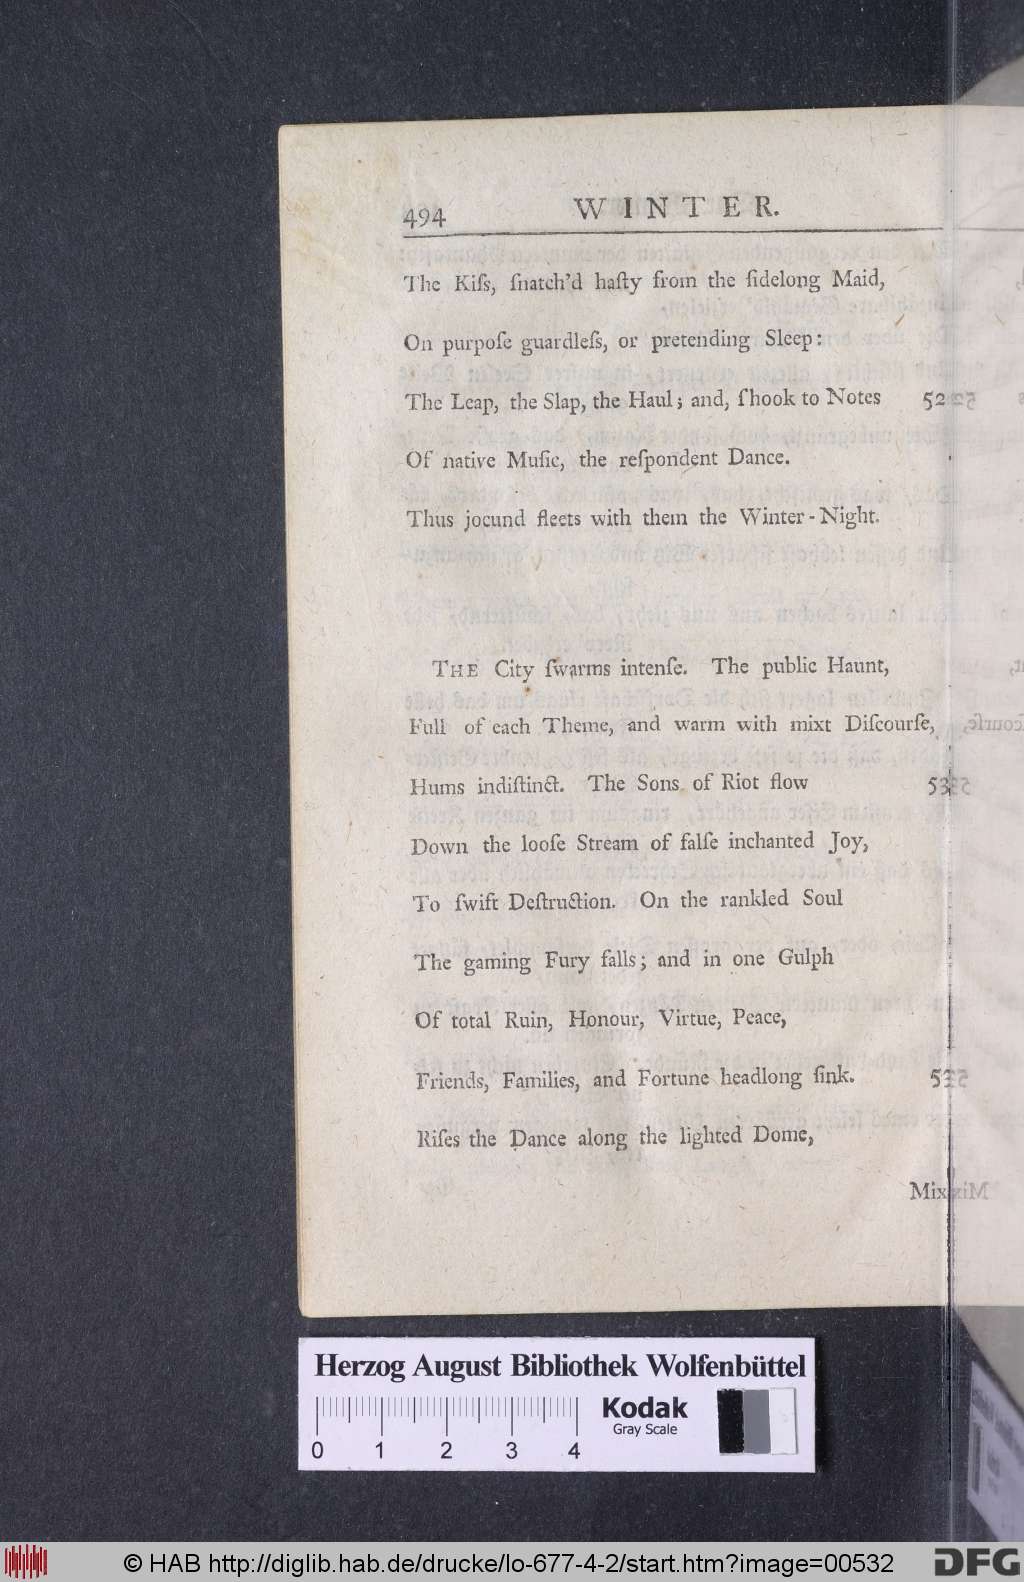 494 WINTER.
The Kiſs, ſnatch'd haſty from the ſidelong Maid,
On purpoſe guardleſs, or pretending Sleep:
The Leap, the Slap, the Haul; and, ſhook to Notes 52
Of native Muſic, the reſpondent Dance.
Thus jocund fleets with them the Winter-Night.
THE City ſwarms intenſe. The public Haunt,
Full of each Theme, and warm with mixt Diſcourſe,
Hums indiſtinct. The Sons of Riot flow 53
Down the looſe Stream of falſe inchanted Joy,
To ſwift Deſtruction. On the rankled Soul
The gaming Fury falls; and in one Gulph
Of total Ruin, Honour, Virtue, Peace,
Friends, Families, and Fortune headlong ſink. 53
Riſes the Dance along the lighted Dome,
Mix
Herzog August Bibliothek Wolfenbüttel
0 1 2 3 4
Kodak
Gray Scale
© HAB http://diglib.hab.de/drucke/lo-677-4-2/start.htm?image=00532
DFG